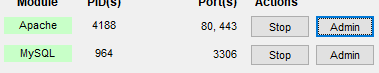 Module PID(s) Port(s) Actions
Apache 4188 80, 443 Stop Admin
MySQL 964 3306 Stop Admin